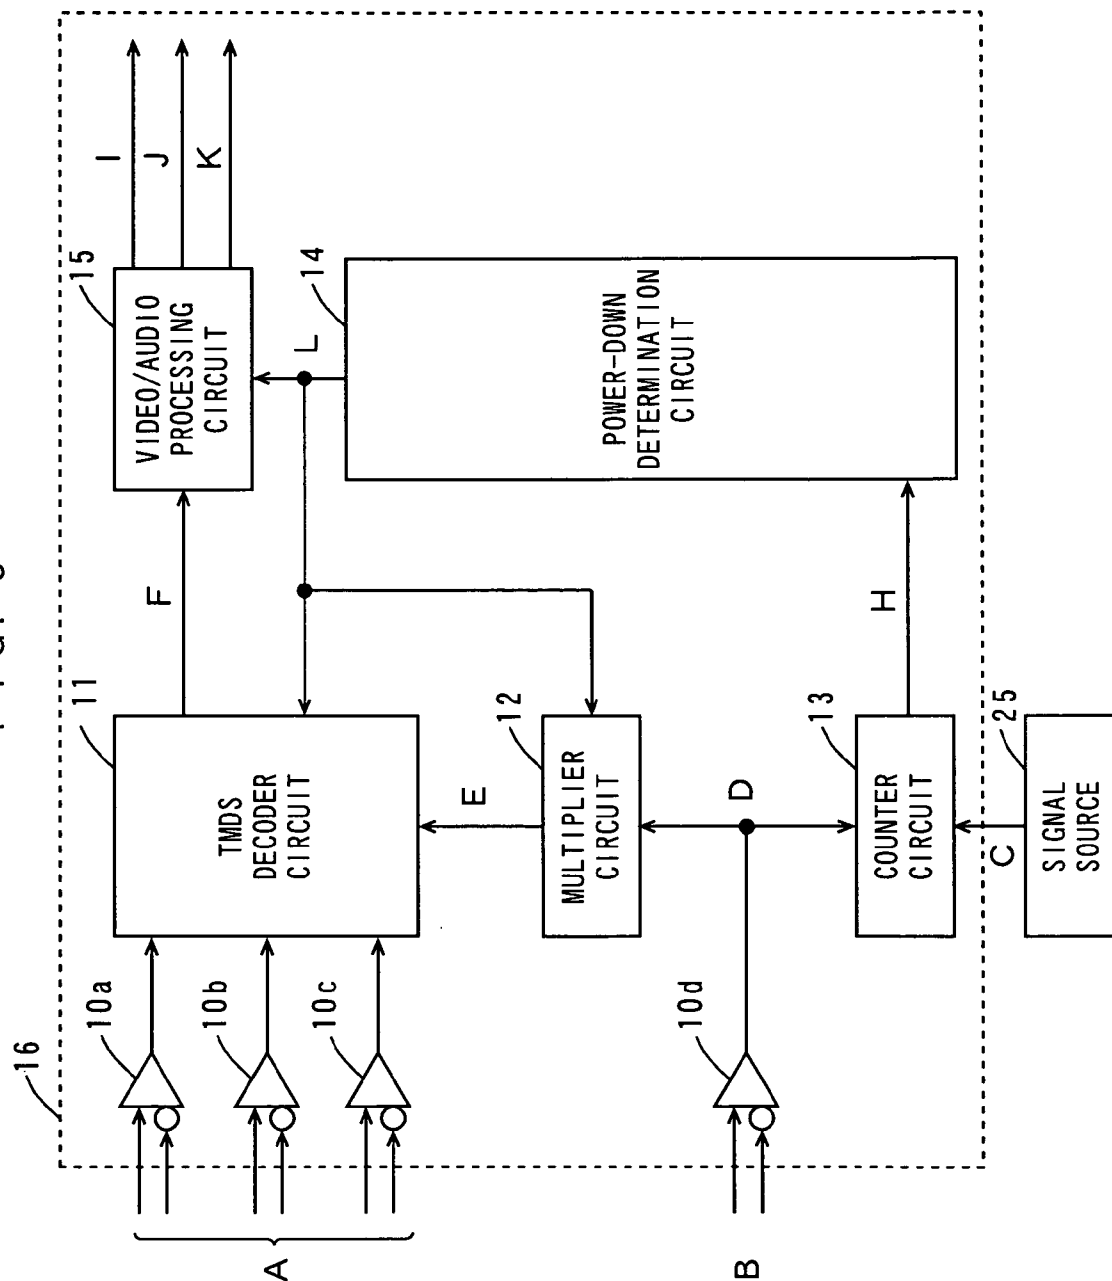 16
A
10a
10b
10c
11
TMDS
DECODER
CIRCUIT
F
15
VIDEO/AUDIO
PROCESSING
CIRCUIT
I
J
K
L
14
POWER-DOWN
DETERMINATION
CIRCUIT
E
12
MULTIPLIER
CIRCUIT
B
10d
D
13
COUNTER
CIRCUIT
H
C
25
SIGNAL
SOURCE